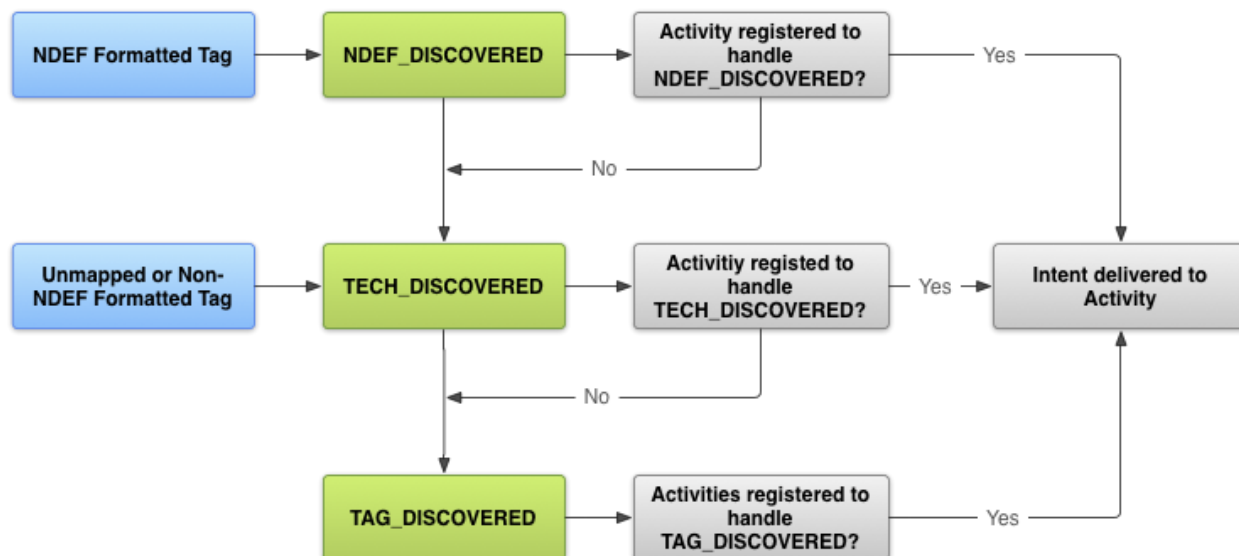 NDEF Formatted Tag
NDEF_DISCOVERED
Activity registered to
handle
NDEF_DISCOVERED?
Yes
No
Unmapped or Non-
NDEF Formatted Tag
TECH_DISCOVERED
Activitiy registed to
handle
TECH_DISCOVERED?
Yes
Intent delivered to
Activity
No
TAG_DISCOVERED
Activities registered to
handle
TAG_DISCOVERED?
Yes